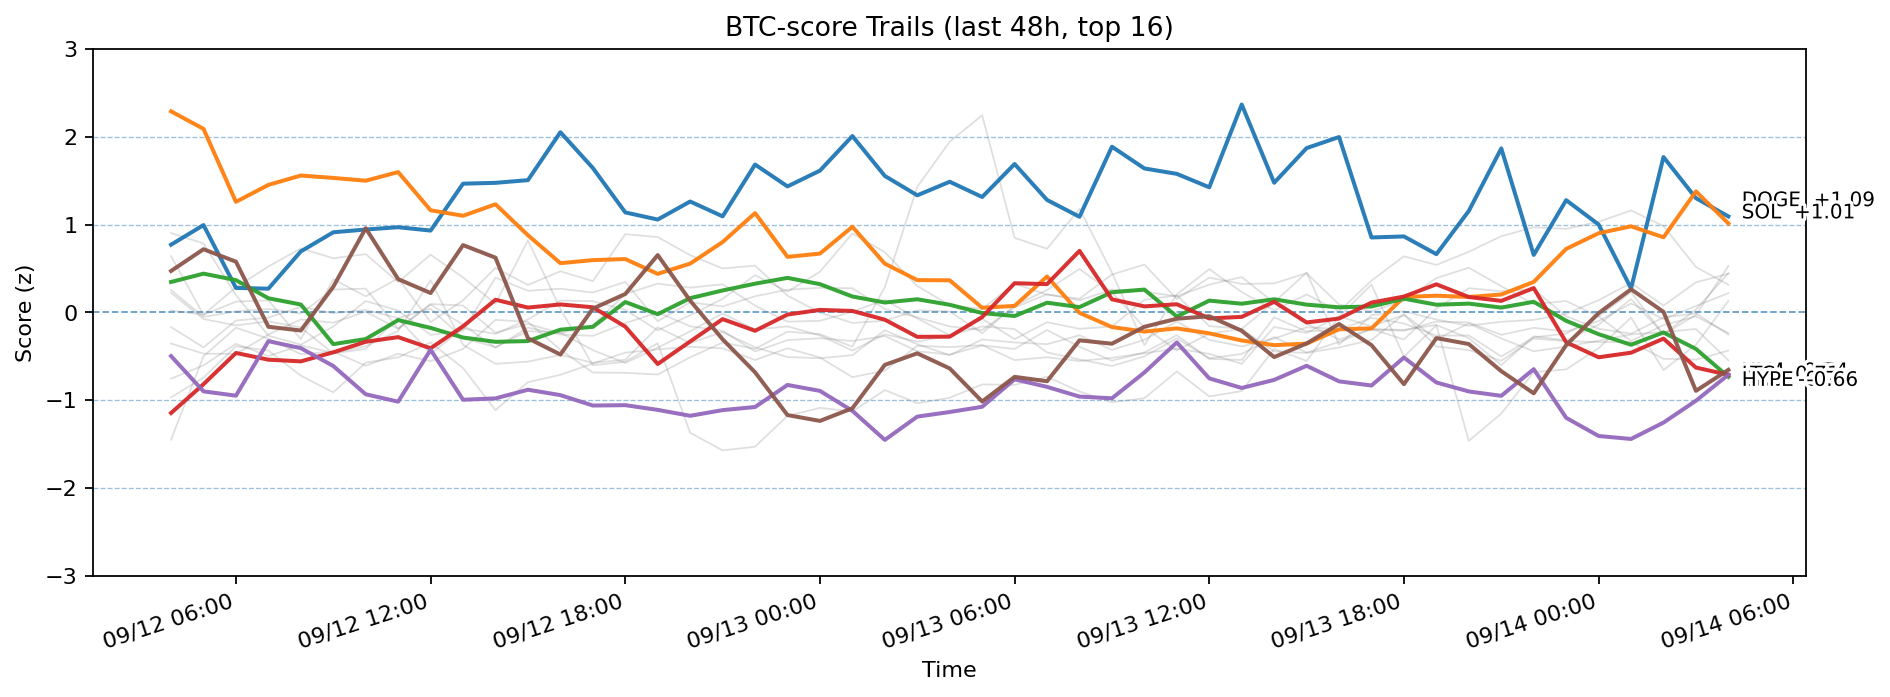 BTC-score Trails (last 48h, top 16)
Score (z)
3
2
1
0
−1
−2
−3
DOGE +1.09
SOL +1.01
HYPE -0.66
09/12 06:00
09/12 12:00
09/12 18:00
09/13 00:00
09/13 06:00
09/13 12:00
09/13 18:00
09/14 00:00
09/14 06:00
Time